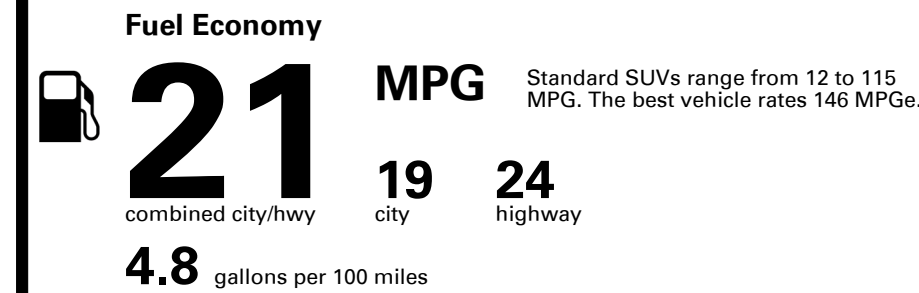 Fuel Economy
21 MPG
Standard SUVs range from 12 to 115
MPG. The best vehicle rates 146 MPGe.
combined city/hwy
19
city
24
highway
4.8 gallons per 100 miles